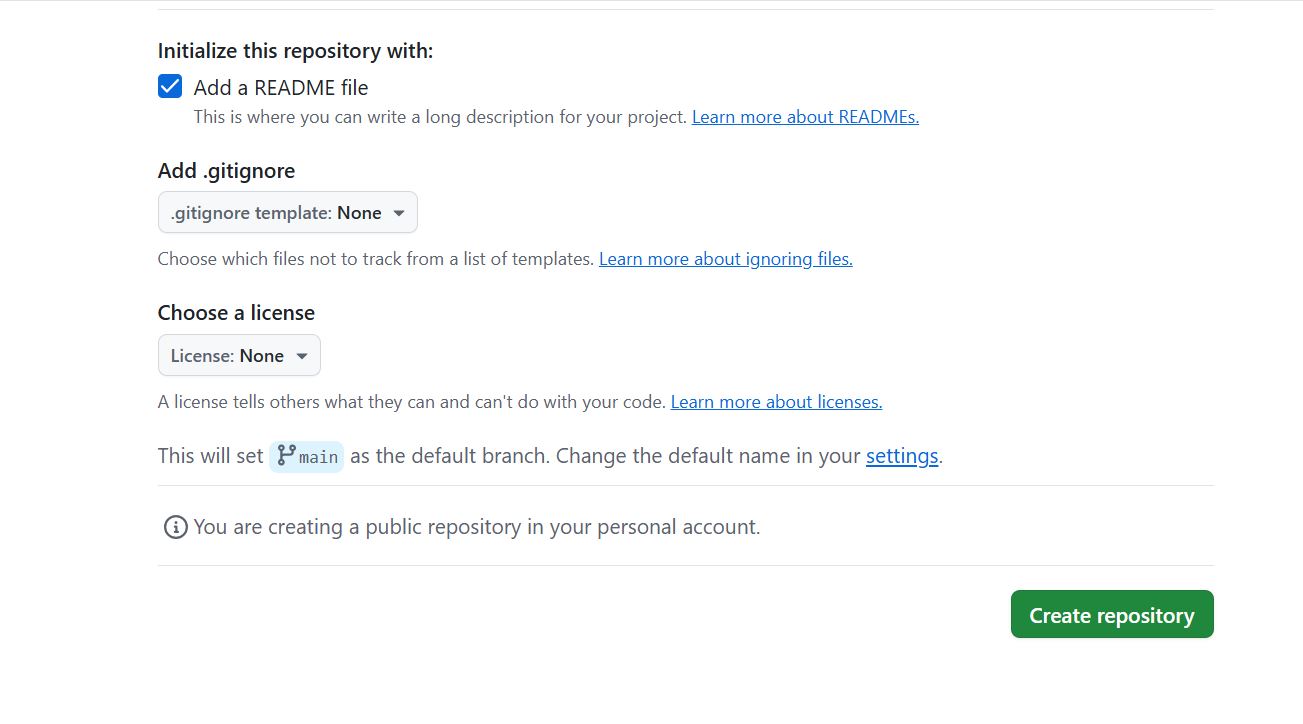 Initialize this repository with:
Add a README file
This is where you can write a long description for your project. Learn more about READMEs.
Add .gitignore
.gitignore template: None
Choose which files not to track from a list of templates. Learn more about ignoring files.
Choose a license
License: None
A license tells others what they can and can't do with your code. Learn more about licenses.
This will set main as the default branch. Change the default name in your settings.
You are creating a public repository in your personal account.
Create repository